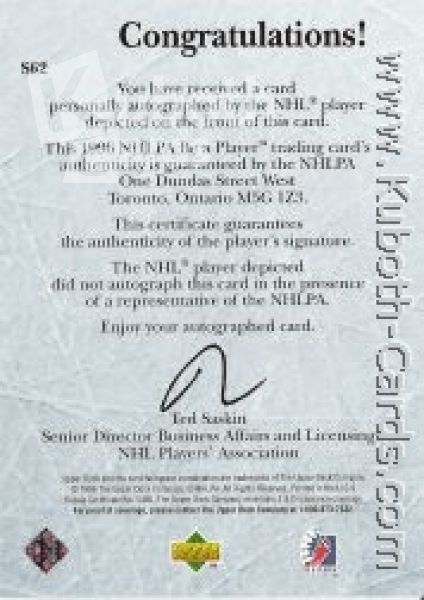 Congratulations!
S62
You have received a card
personally autographed by the NHL® player
depicted on the front of this card.
This 1996 NHLPA Be a Player™ trading card's
authenticity is guaranteed by the NHLPA
One Dundas Street West
Toronto, Ontario M5G 1Z3.
This certificate guarantees
the authenticity of the player's signature.
The NHL® player depicted
did not autograph this card in the presence
of a representative of the NHLPA.
Enjoy your autographed card.
Ted Saskin
Senior Director Business Affairs and Licensing
NHL Players' Association
www.Kuboth-Cards.com